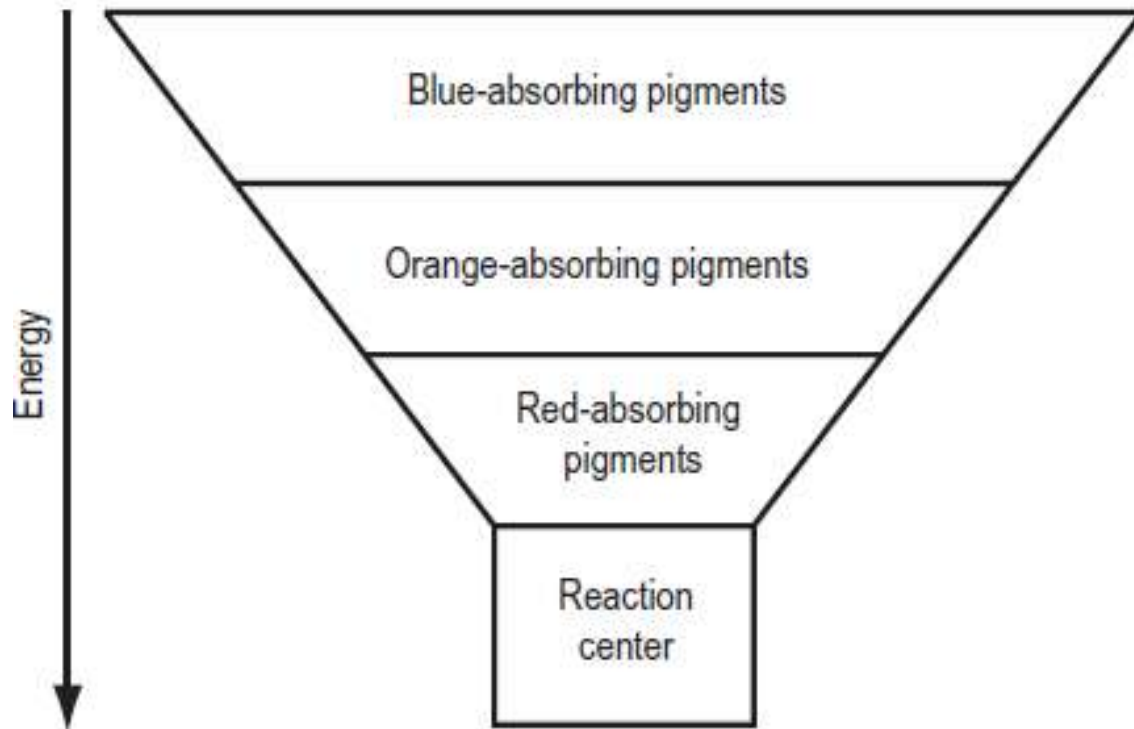 Blue-absorbing pigments
Orange-absorbing pigments
Energy
Red-absorbing
pigments
Reaction
center